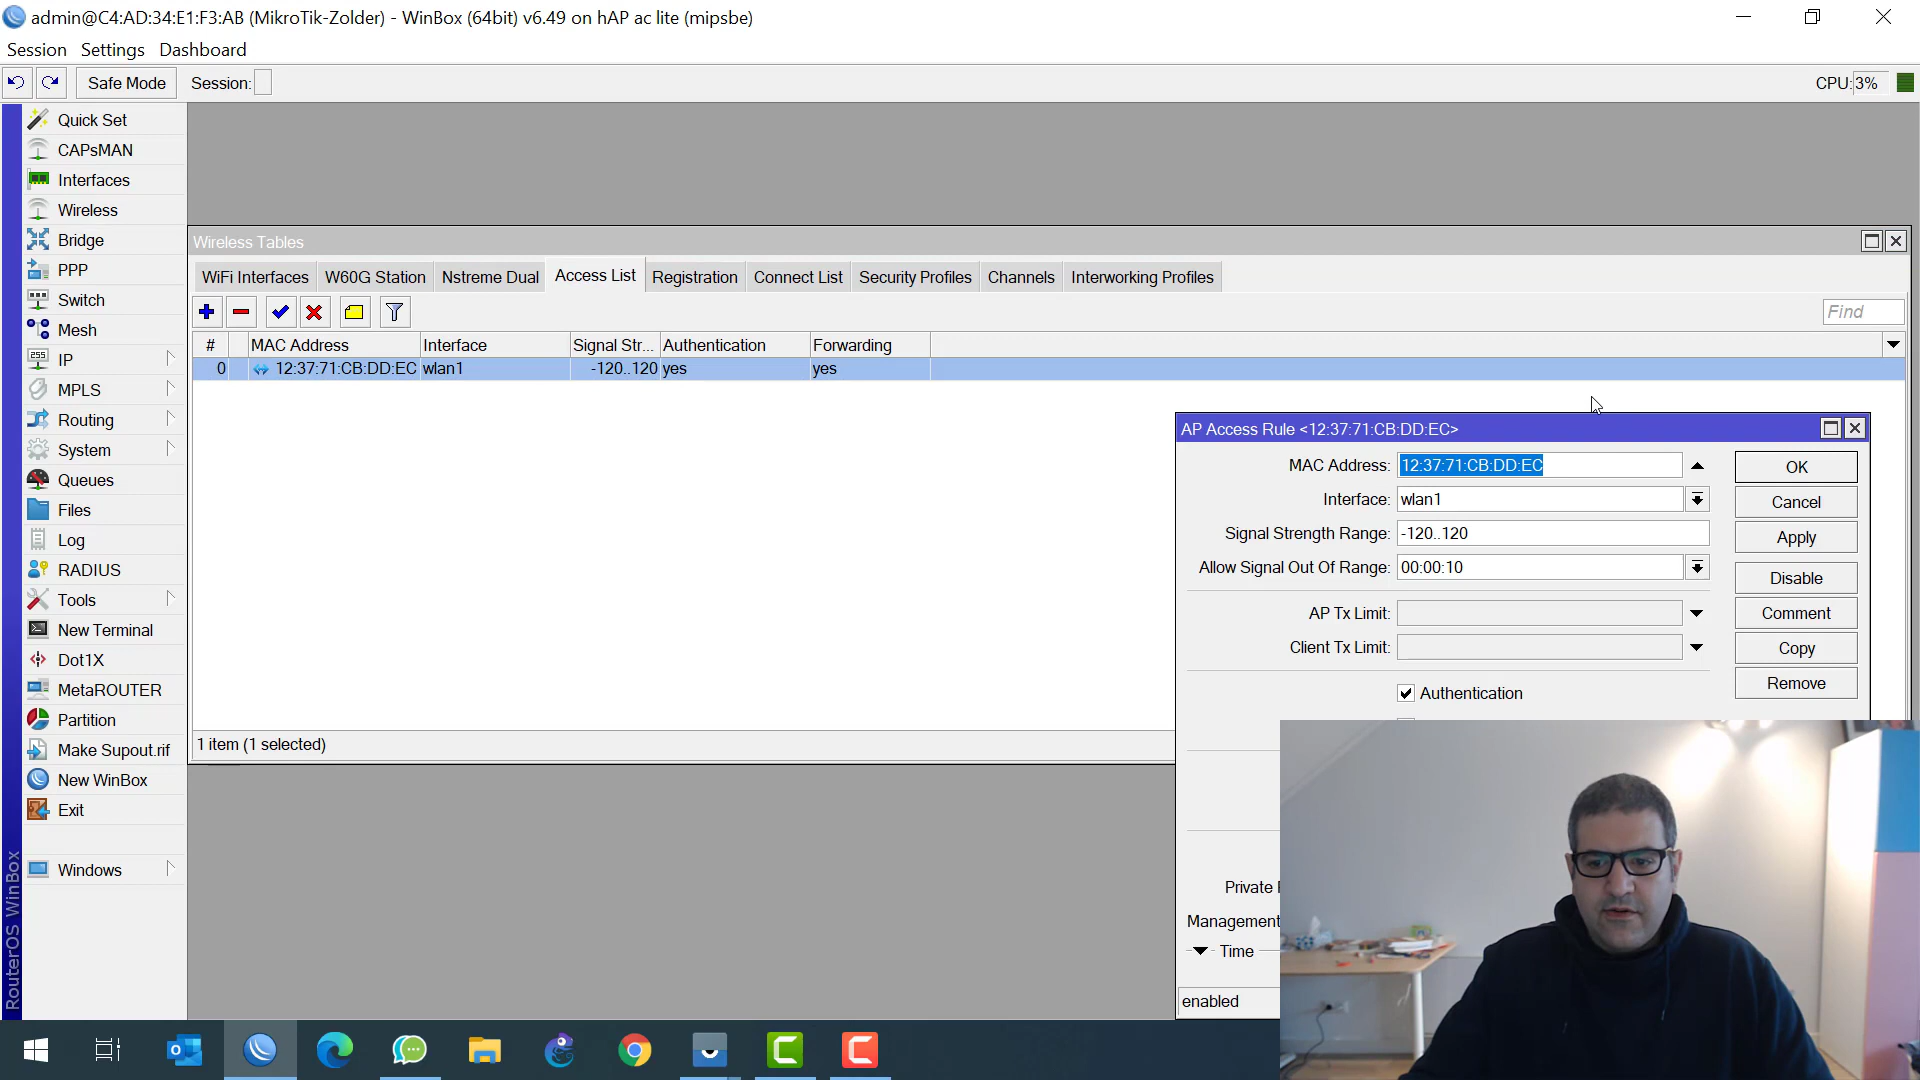 admin@C4:AD:34:E1:F3:AB (MikroTik-Zolder) - WinBox (64bit) v6.49 on hAP ac lite (mipsbe)
Session Settings Dashboard
Safe Mode Session: CPU:3%
Quick Set
CAPsMAN
Interfaces
Wireless
Bridge
PPP
Switch
Mesh
IP
MPLS
Routing
System
Queues
Files
Log
RADIUS
Tools
New Terminal
Dot1X
MetaROUTER
Partition
Make Supout.rif
New WinBox
Exit
Windows
RouterOS WinBox
Wireless Tables
WiFi Interfaces W60G Station Nstreme Dual Access List Registration Connect List Security Profiles Channels Interworking Profiles
Find
# MAC Address Interface Signal Str... Authentication Forwarding
0 12:37:71:CB:DD:EC wlan1 -120..120 yes yes
1 item (1 selected)
AP Access Rule <12:37:71:CB:DD:EC>
MAC Address: 12:37:71:CB:DD:EC
Interface: wlan1
Signal Strength Range: -120..120
Allow Signal Out Of Range: 00:00:10
AP Tx Limit:
Client Tx Limit:
Authentication
Private
Management
Time
enabled
OK
Cancel
Apply
Disable
Comment
Copy
Remove